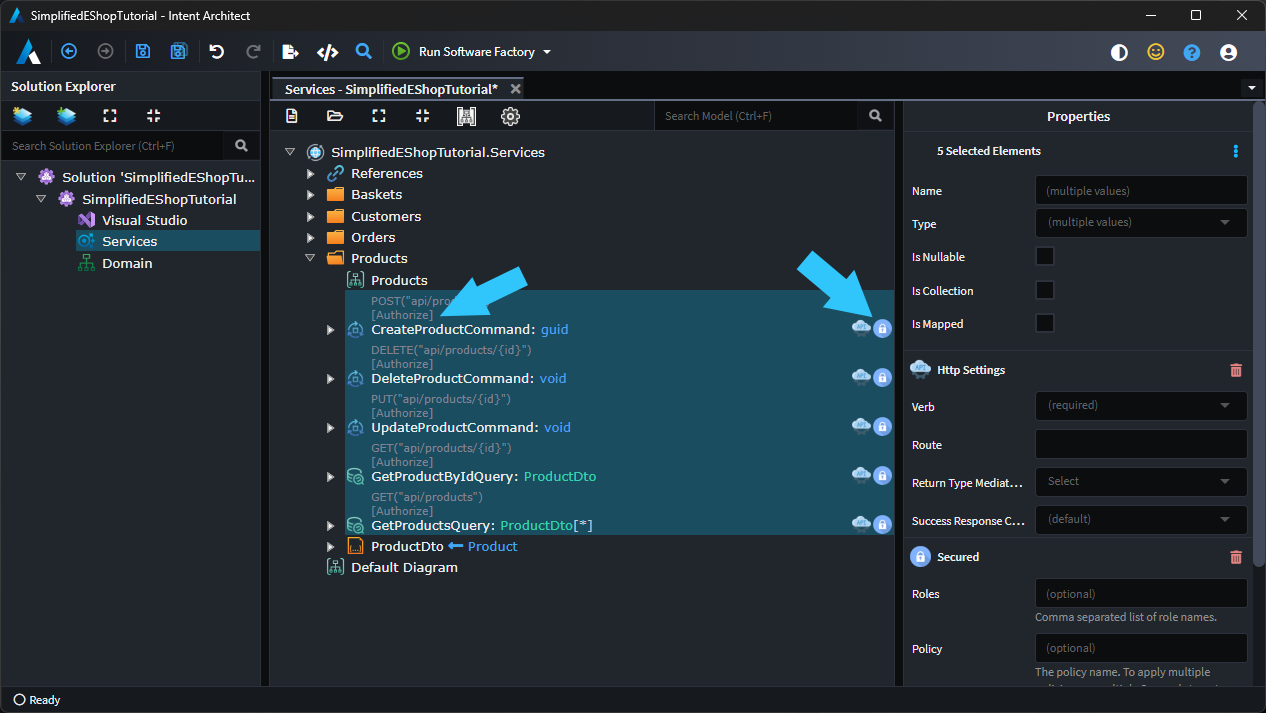 SimplifiedEShopTutorial - Intent Architect
Run Software Factory
Solution Explorer
Search Solution Explorer (Ctrl+F)
Solution 'SimplifiedEShopTu...
SimplifiedEShopTutorial
Visual Studio
Services
Domain
Services - SimplifiedEShopTutorial*
Search Model (Ctrl+F)
SimplifiedEShopTutorial.Services
References
Baskets
Customers
Orders
Products
Products
POST("api/pro
[Authorize]
CreateProductCommand: guid
DELETE("api/products/{id}")
[Authorize]
DeleteProductCommand: void
PUT("api/products/{id}")
[Authorize]
UpdateProductCommand: void
GET("api/products/{id}")
[Authorize]
GetProductByIdQuery: ProductDto
GET("api/products")
[Authorize]
GetProductsQuery: ProductDto[*]
ProductDto Product
Default Diagram
Properties
5 Selected Elements
Name (multiple values)
Type (multiple values)
Is Nullable
Is Collection
Is Mapped
Http Settings
Verb (required)
Route
Return Type Mediat... Select
Success Response C... (default)
Secured
Roles (optional)
Comma separated list of role names.
Policy (optional)
The policy name. To apply multiple
Ready